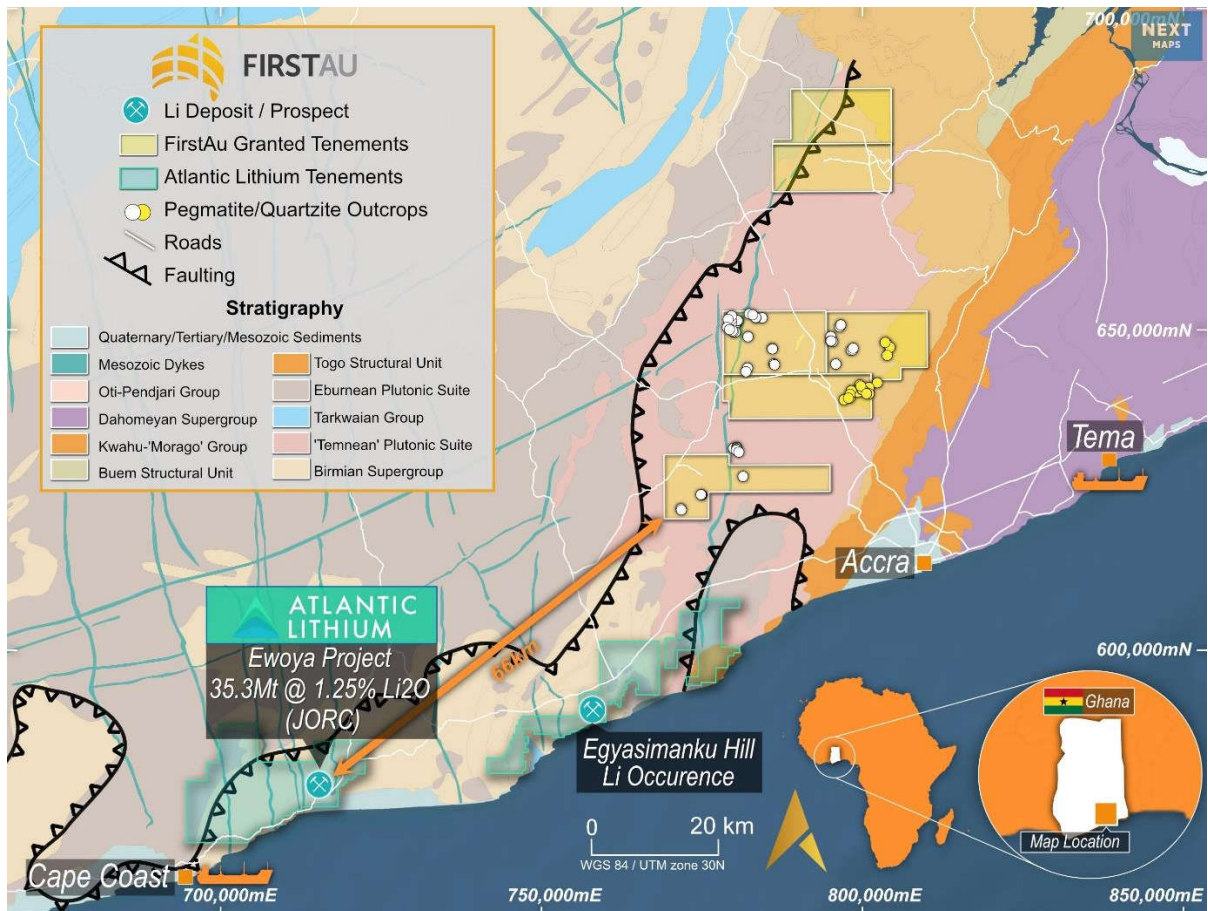 FIRSTAU
Li Deposit / Prospect
FirstAu Granted Tenements
Atlantic Lithium Tenements
Pegmatite/Quartzite Outcrops
Roads
Faulting
Stratigraphy
Quaternary/Tertiary/Mesozoic Sediments
Mesozoic Dykes
Oti-Pendjari Group
Dahomeyan Supergroup
Kwahu-'Morago' Group
Buem Structural Unit
Togo Structural Unit
Eburnean Plutonic Suite
Tarkwaian Group
'Temnean' Plutonic Suite
Birmian Supergroup
700,000mN
NEXT
MAPS
650,000mN
Tema
Accra
600,000mN
ATLANTIC
LITHIUM
Ewoya Project
35.3Mt @ 1.25% Li2O
(JORC)
66km
Egyasimanku Hill
Li Occurence
0 20 km
WGS 84 / UTM zone 30N
Ghana
Map Location
Cape Coast
700,000mE
750,000mE
800,000mE
850,000mE